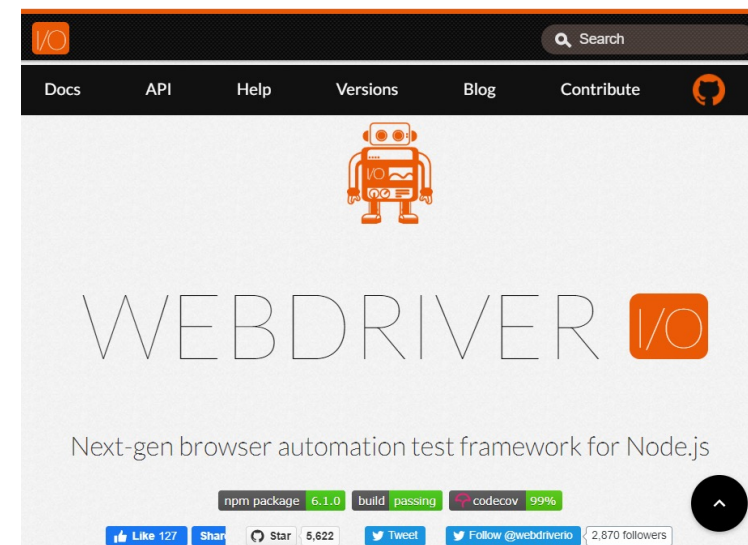 I/O
Search
Docs API Help Versions Blog Contribute
I/O
WEBDRIVER I/O
Next-gen browser automation test framework for Node.js
npm package 6.1.0 build passing codecov 99%
Like 127 Shar Star 5,622 Tweet Follow @webdriverio 2,870 followers